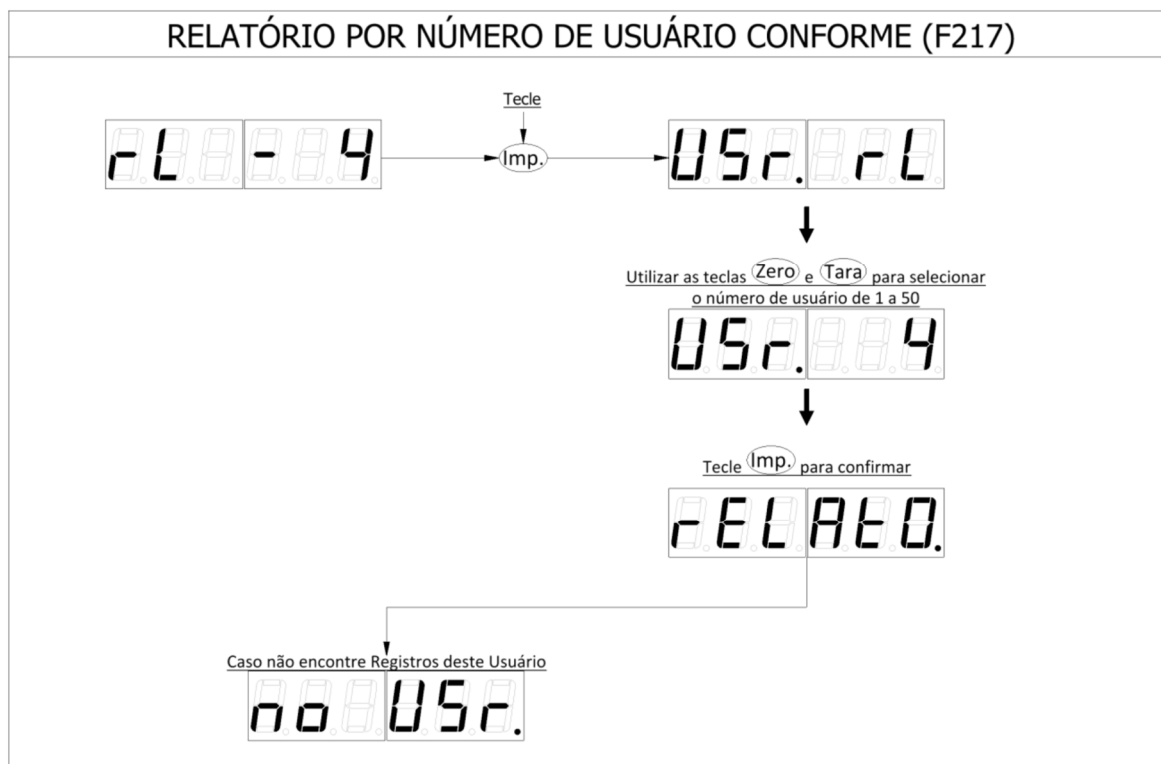 RELATÓRIO POR NÚMERO DE USUÁRIO CONFORME (F217)
Tecle
rL - 4
Imp.
USr. rL
Utilizar as teclas Zero e Tara para selecionar
o número de usuário de 1 a 50
USr. 4
Tecle Imp. para confirmar
rELAtO.
Caso não encontre Registros deste Usuário
no USr.